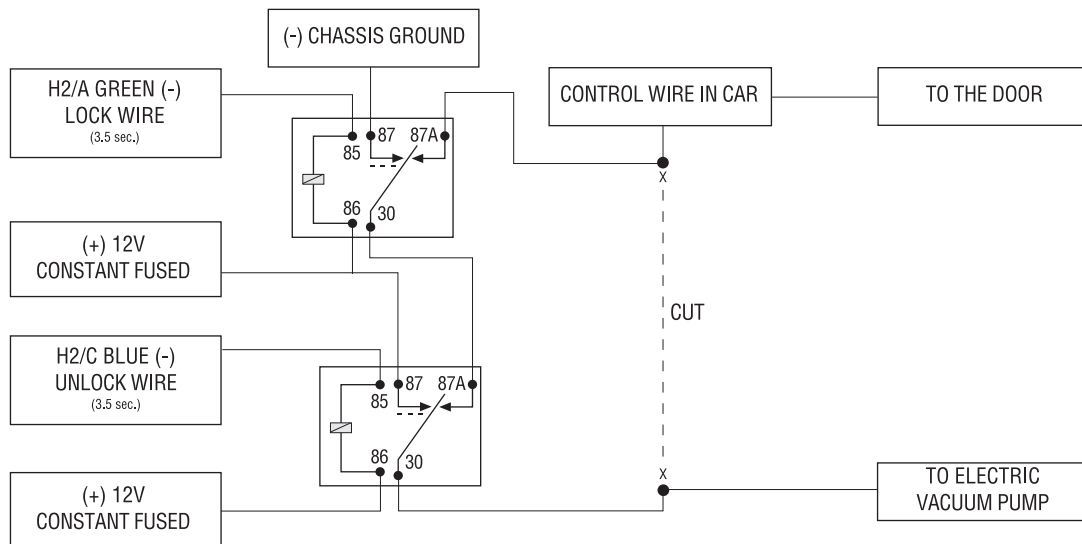 (-) CHASSIS GROUND
H2/A GREEN (-)
LOCK WIRE
(3.5 sec.)
CONTROL WIRE IN CAR
TO THE DOOR
87
87A
85
X
86
30
(+) 12V
CONSTANT FUSED
CUT
H2/C BLUE (-)
UNLOCK WIRE
(3.5 sec.)
87
87A
85
86
30
X
(+) 12V
CONSTANT FUSED
TO ELECTRIC
VACUUM PUMP